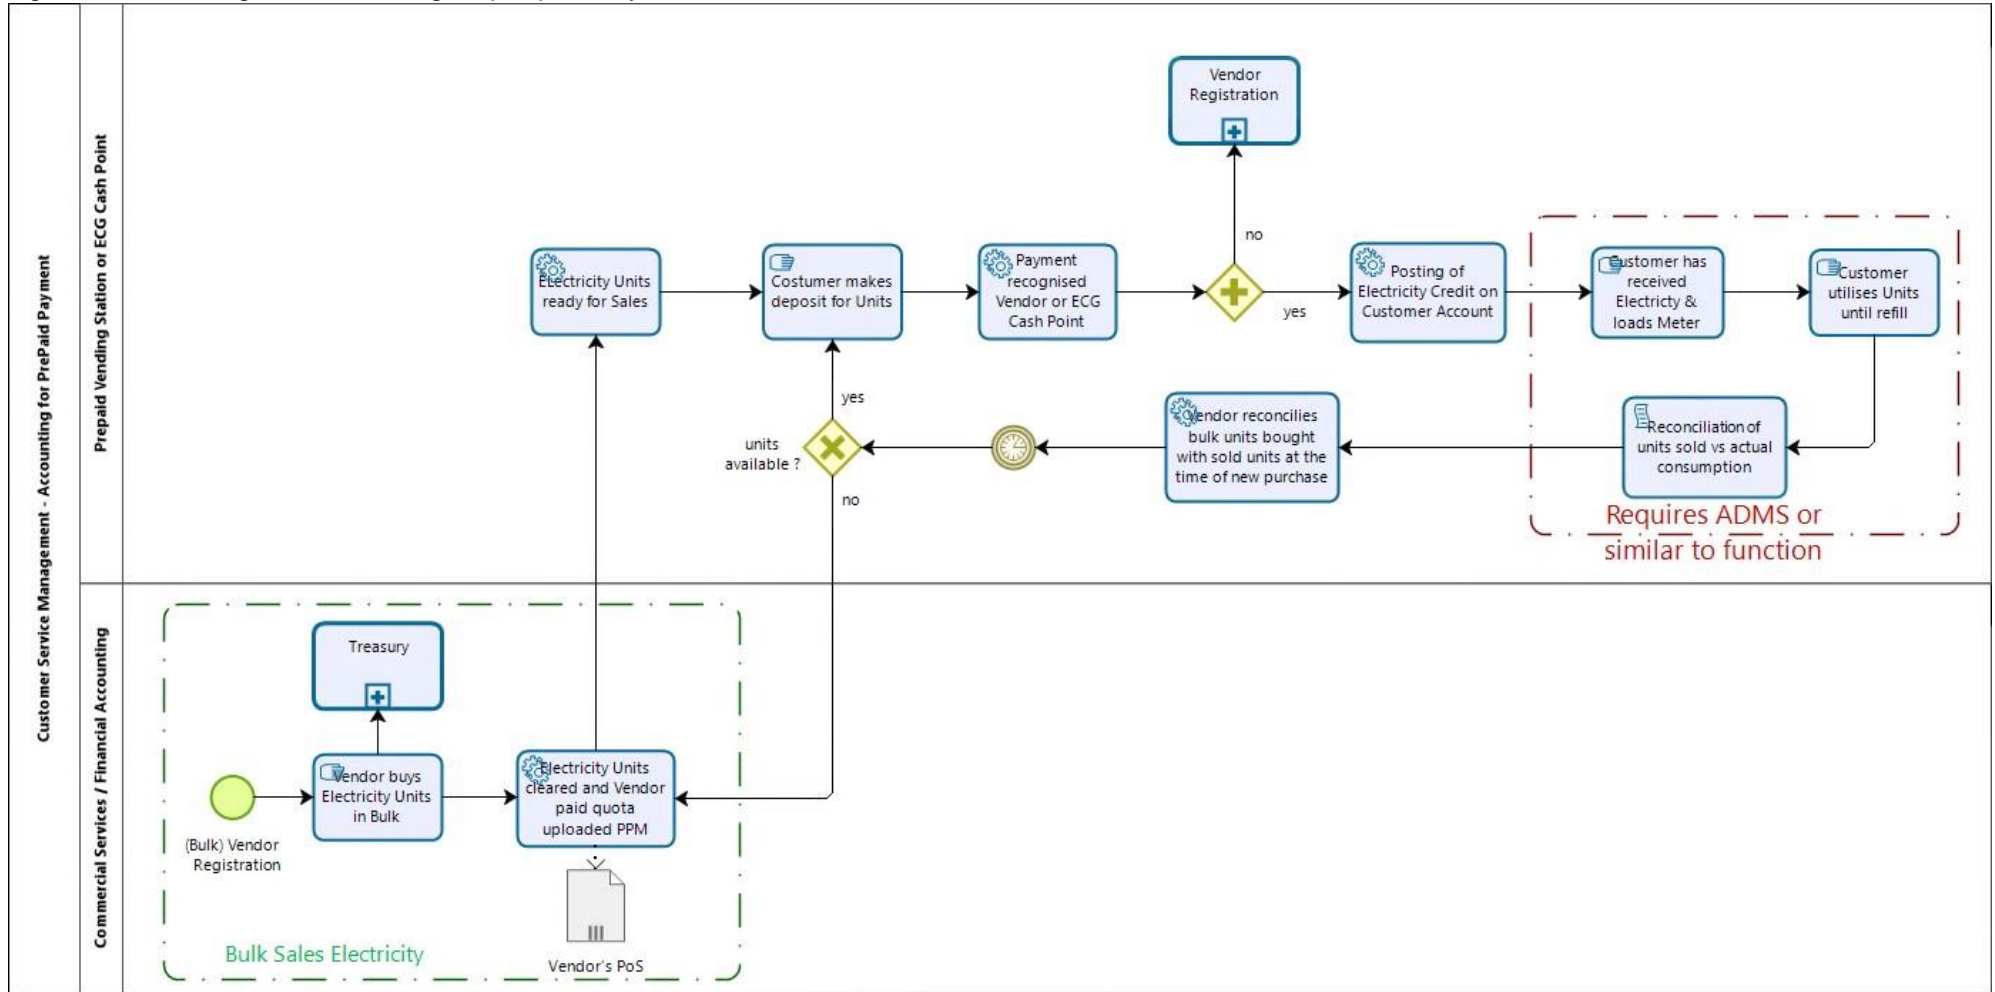 Customer Service Management - Accounting for PrePaid Payment
Prepaid Vending Station or ECG Cash Point
Vendor
Registration
no
Electricity Units
ready for Sales
Costumer makes
deposit for Units
Payment
recognised
Vendor or ECG
Cash Point
yes
Posting of
Electricity Credit on
Customer Account
Customer has
received
Electricty &
loads Meter
Customer
utilises Units
until refill
yes
units
available ?
no
Vendor reconciles
bulk units bought
with sold units at the
time of new purchase
Reconciliation of
units sold vs actual
consumption
Requires ADMS or
similar to function
Commercial Services / Financial Accounting
Treasury
(Bulk) Vendor
Registration
Vendor buys
Electricity Units
in Bulk
Electricity Units
cleared and Vendor
paid quota
uploaded PPM
Vendor's PoS
Bulk Sales Electricity